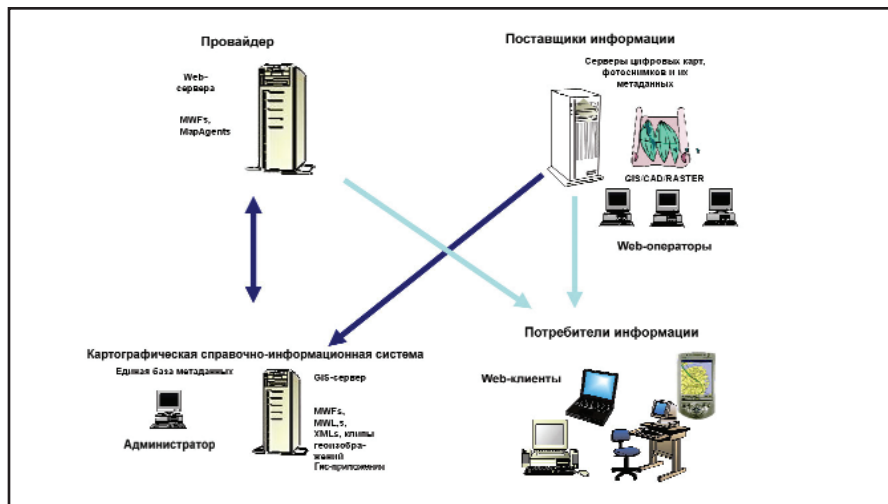 Провайдер
Web-
сервера
MWFs,
MapAgents
Поставщики информации
Серверы цифровых карт,
фотоснимков и их
метаданных
GIS/CAD/RASTER
Web-операторы
Картографическая справочно-информационная система
Единая база метаданных
Администратор
GIS-сервер
MWFs,
MWL,s,
XMLs, клипы
геоизобра-
жений
Гис-приложения
Потребители информации
Web-клиенты